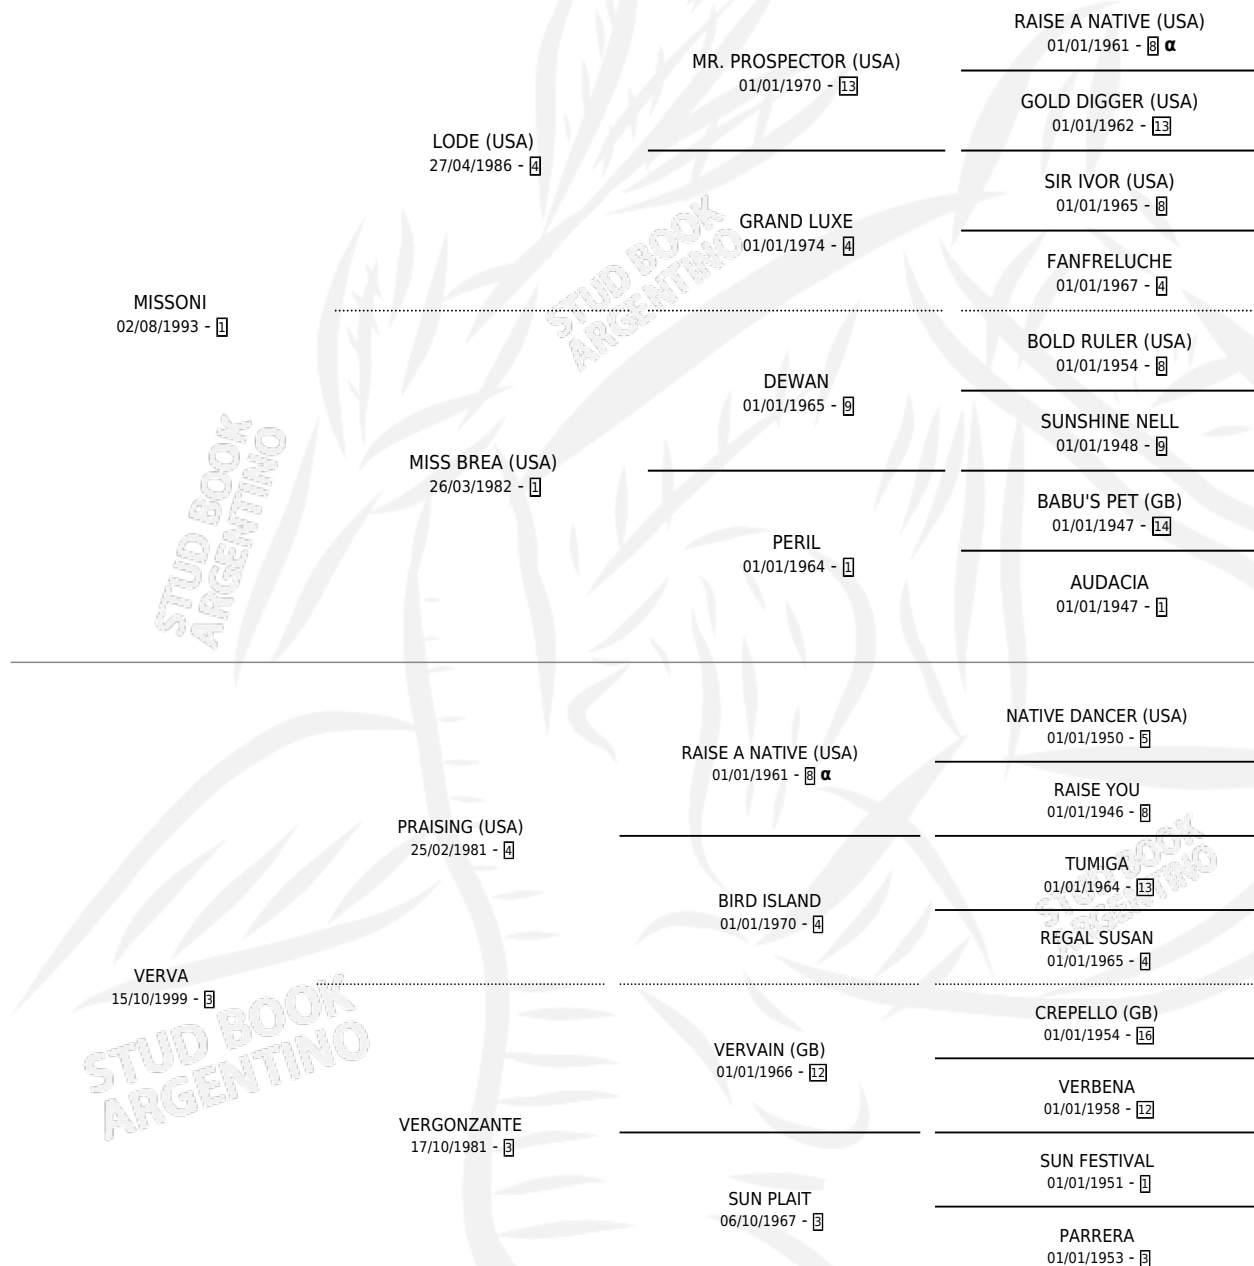 RAISE A NATIVE (USA)
01/01/1961 - 8 α
MR. PROSPECTOR (USA)
01/01/1970 - 13
GOLD DIGGER (USA)
01/01/1962 - 13
LODE (USA)
27/04/1986 - 4
SIR IVOR (USA)
01/01/1965 - 8
GRAND LUXE
01/01/1974 - 4
FANFRELUCHE
01/01/1967 - 4
MISSONI
02/08/1993 - 1
BOLD RULER (USA)
01/01/1954 - 8
DEWAN
01/01/1965 - 9
SUNSHINE NELL
01/01/1948 - 9
MISS BREA (USA)
26/03/1982 - 1
BABU'S PET (GB)
01/01/1947 - 14
PERIL
01/01/1964 - 1
AUDACIA
01/01/1947 - 1
NATIVE DANCER (USA)
01/01/1950 - 5
RAISE A NATIVE (USA)
01/01/1961 - 8 α
RAISE YOU
01/01/1946 - 8
PRAISING (USA)
25/02/1981 - 4
TUMIGA
01/01/1964 - 13
BIRD ISLAND
01/01/1970 - 4
REGAL SUSAN
01/01/1965 - 4
VERVA
15/10/1999 - 3
CREPELLO (GB)
01/01/1954 - 16
VERVAIN (GB)
01/01/1966 - 12
VERBENA
01/01/1958 - 12
VERGONZANTE
17/10/1981 - 3
SUN FESTIVAL
01/01/1951 - 1
SUN PLAIT
06/10/1967 - 3
PARRERA
01/01/1953 - 3
STUD BOOK
ARGENTINO
STUD BOOK
ARGENTINO
STUD BOOK
ARGENTINO
STUD BOOK
ARGENTINO